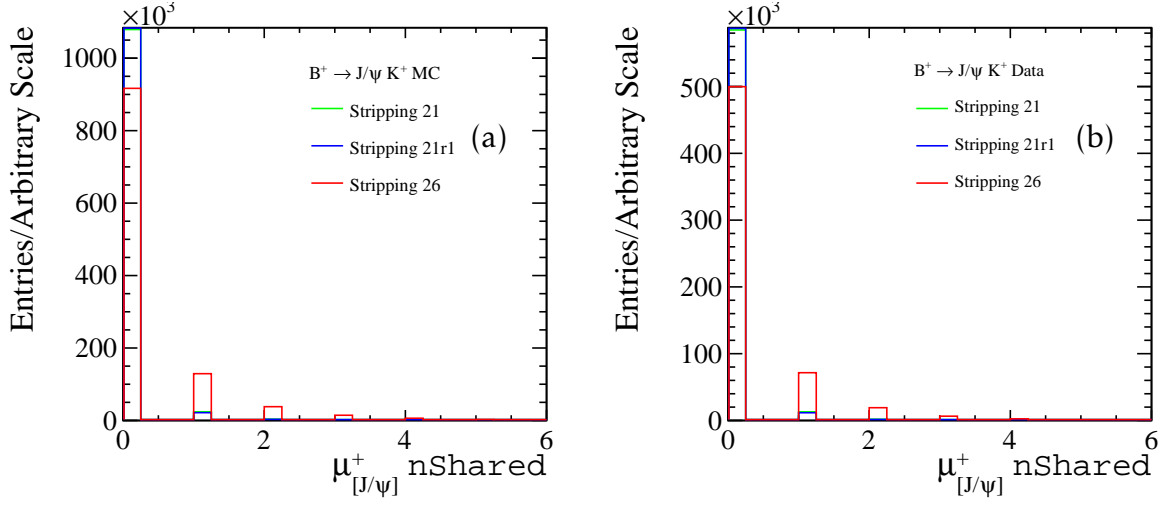 ×10³
Entries/Arbitrary Scale
1000
800
600
400
200
0
B⁺ → J/ψ K⁺ MC
Stripping 21
Stripping 21r1
Stripping 26
(a)
0 2 4 6
μ⁺[J/ψ] nShared
×10³
Entries/Arbitrary Scale
500
400
300
200
100
0
B⁺ → J/ψ K⁺ Data
Stripping 21
Stripping 21r1
Stripping 26
(b)
0 2 4 6
μ⁺[J/ψ] nShared